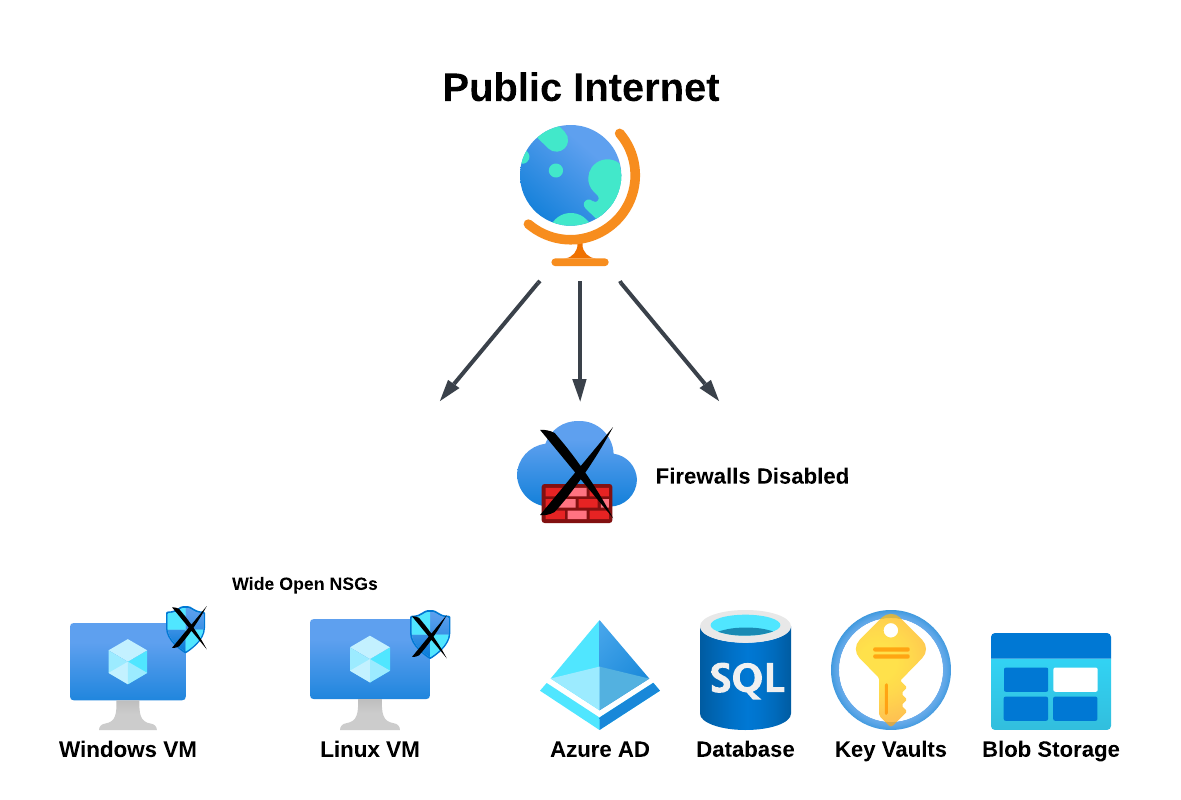 Public Internet
Firewalls Disabled
Wide Open NSGs
SQL
Windows VM
Linux VM
Azure AD
Database
Key Vaults
Blob Storage